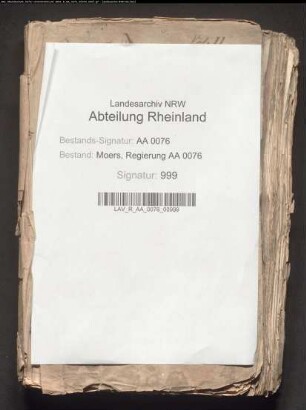 Landesarchiv NRW
Abteilung Rheinland
Bestands-Signatur: AA 0076
Bestand: Moers, Regierung AA 0076
Signatur: 999
LAV_R_AA_0076_00999